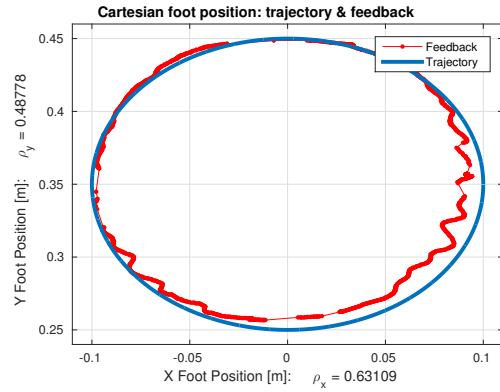 Cartesian foot position: trajectory & feedback
Feedback
Trajectory
0.45
0.4
0.35
0.3
0.25
Y Foot Position [m]: ρy = 0.48778
-0.1
-0.05
0
0.05
0.1
X Foot Position [m]: ρx = 0.63109